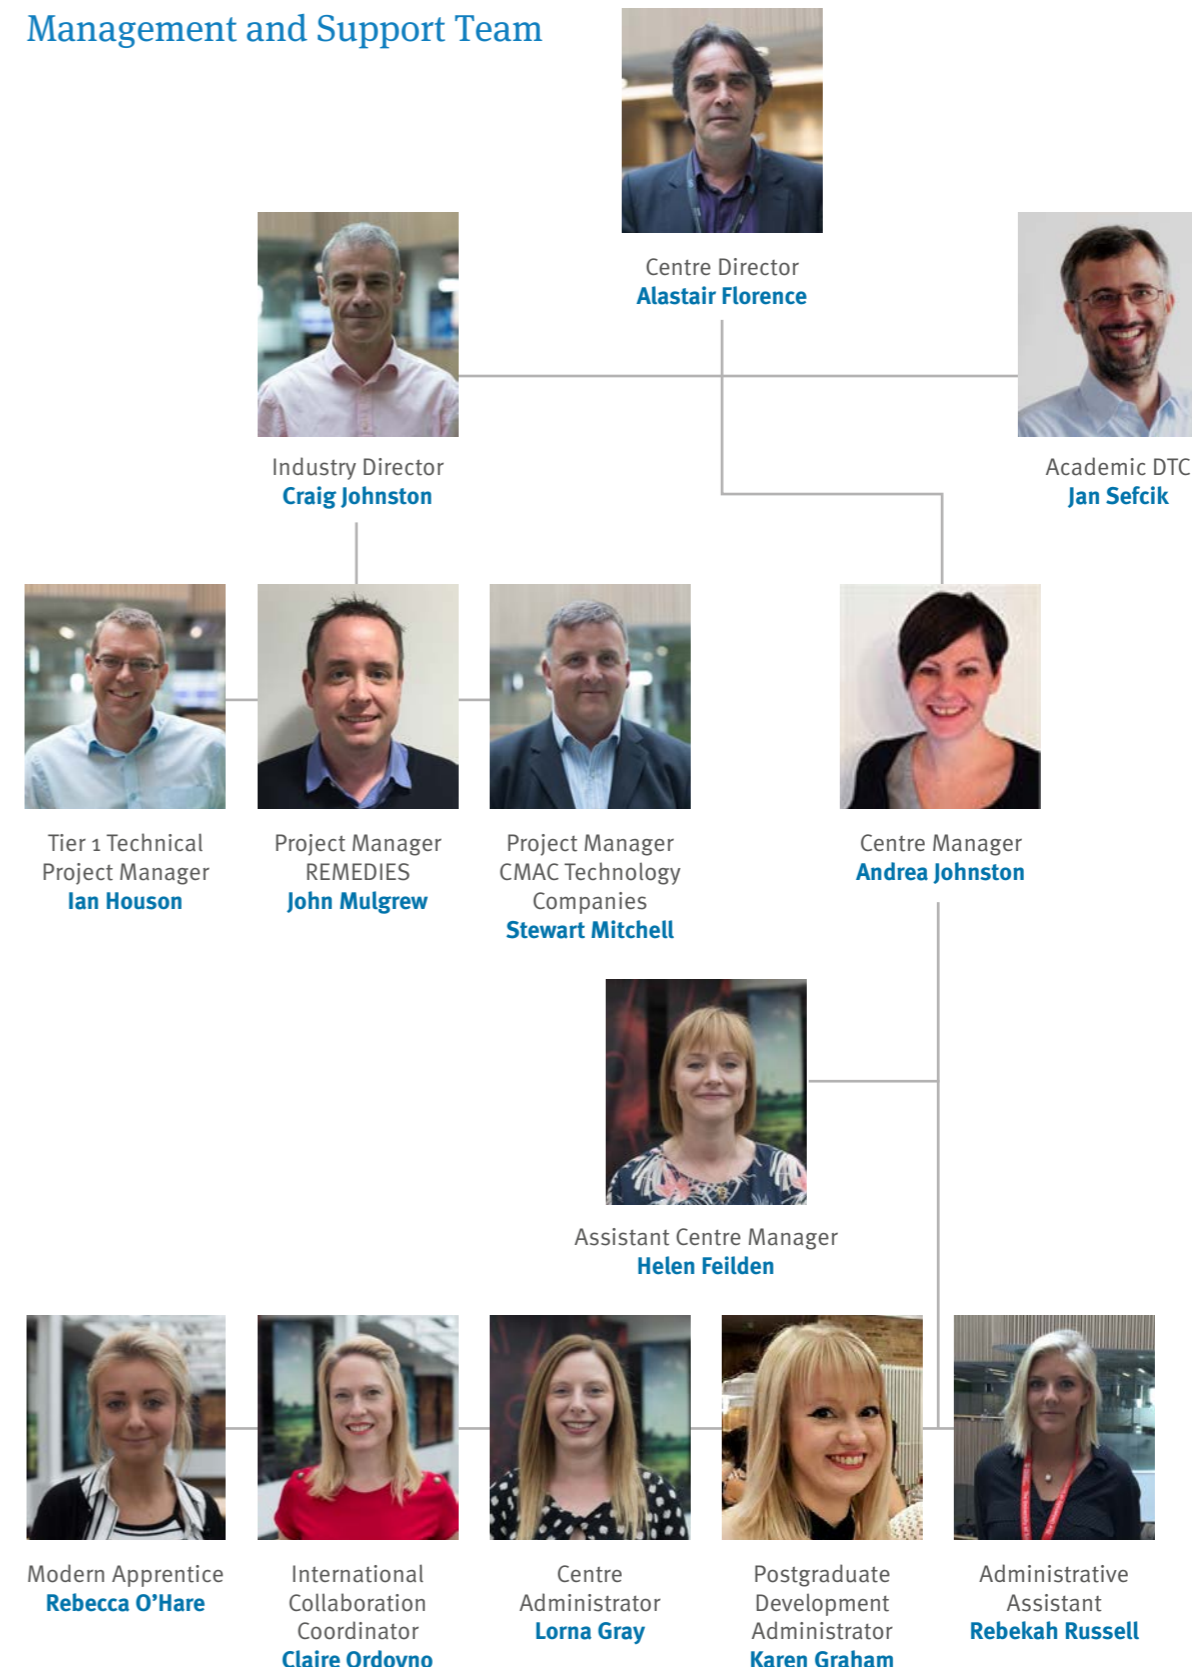 Management and Support Team
Centre Director
Alastair Florence
Industry Director
Craig Johnston
Academic DTC
Jan Sefcik
Tier 1 Technical
Project Manager
Ian Houson
Project Manager
REMEDIES
John Mulgrew
Project Manager
CMAC Technology
Companies
Stewart Mitchell
Centre Manager
Andrea Johnston
Assistant Centre Manager
Helen Feilden
Modern Apprentice
Rebecca O’Hare
International
Collaboration
Coordinator
Claire Ordoyno
Centre
Administrator
Lorna Gray
Postgraduate
Development
Administrator
Karen Graham
Administrative
Assistant
Rebekah Russell